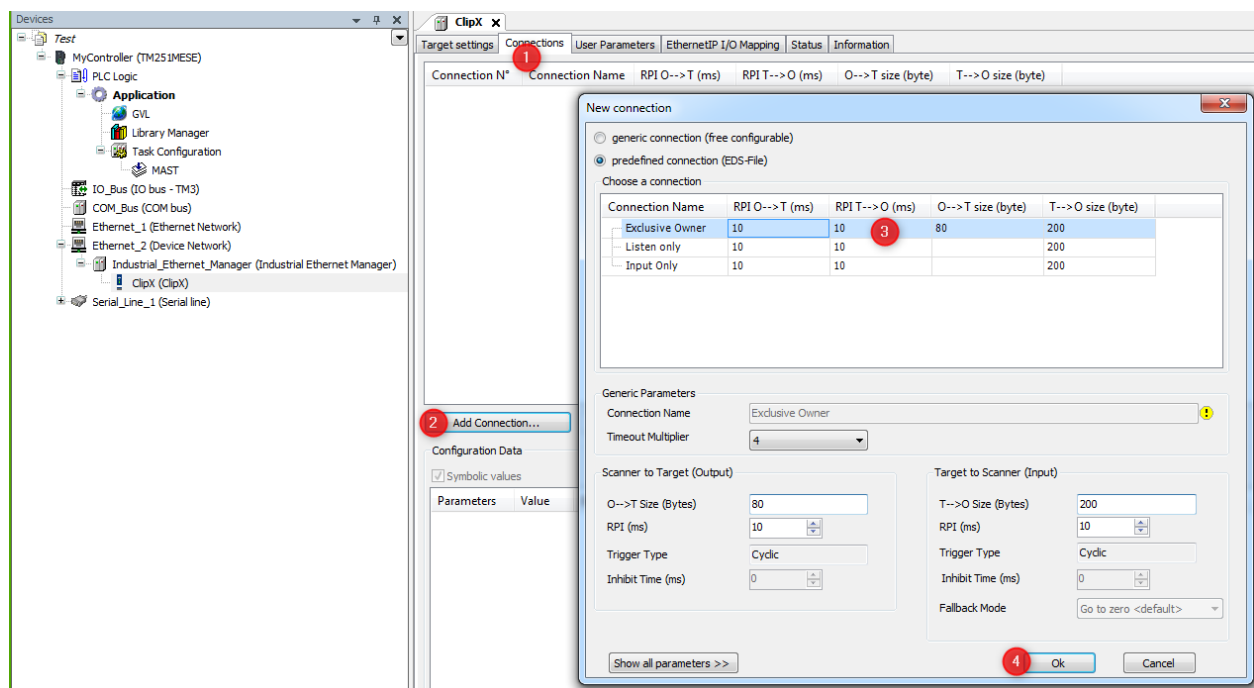 Devices
Test
MyController (TM251MESE)
PLC Logic
Application
GVL
Library Manager
Task Configuration
MAST
IO_Bus (IO bus - TM3)
COM_Bus (COM bus)
Ethernet_1 (Ethernet Network)
Ethernet_2 (Device Network)
Industrial_Ethernet_Manager (Industrial Ethernet Manager)
ClipX (ClipX)
Serial_Line_1 (Serial line)
ClipX
Target settings Connections User Parameters EthernetIP I/O Mapping Status Information
1
Connection N° Connection Name RPI O-->T (ms) RPI T-->O (ms) O-->T size (byte) T-->O size (byte)
2 Add Connection...
Configuration Data
Symbolic values
Parameters Value
New connection
generic connection (free configurable)
predefined connection (EDS-File)
Choose a connection
Connection Name RPI O-->T (ms) RPI T-->O (ms) O-->T size (byte) T-->O size (byte)
Exclusive Owner 10 10 3 80 200
Listen only 10 10 200
Input Only 10 10 200
Generic Parameters
Connection Name Exclusive Owner
Timeout Multiplier 4
Scanner to Target (Output)
O-->T Size (Bytes) 80
RPI (ms) 10
Trigger Type Cyclic
Inhibit Time (ms) 0
Target to Scanner (Input)
T-->O Size (Bytes) 200
RPI (ms) 10
Trigger Type Cyclic
Inhibit Time (ms) 0
Fallback Mode Go to zero <default>
Show all parameters >> 4 Ok Cancel